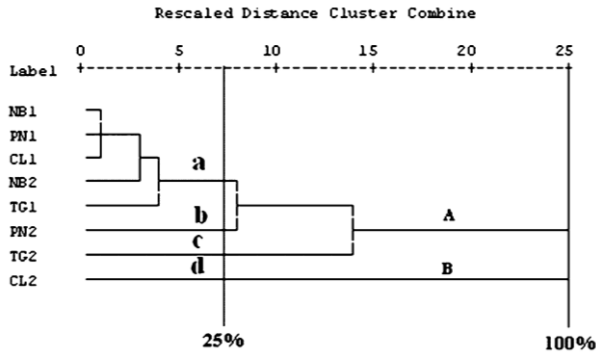 Rescaled Distance Cluster Combine
0 5 10 15 20 25
Label
NB1
PN1
CL1
a
NB2
TG1
b
A
PN2
c
TG2
d
B
CL2
25%
100%